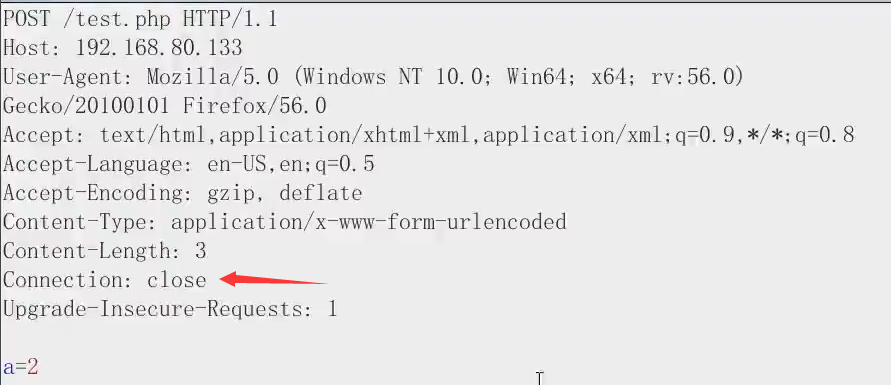 POST /test.php HTTP/1.1
Host: 192.168.80.133
User-Agent: Mozilla/5.0 (Windows NT 10.0; Win64; x64; rv:56.0)
Gecko/20100101 Firefox/56.0
Accept: text/html,application/xhtml+xml,application/xml;q=0.9,*/*;q=0.8
Accept-Language: en-US,en;q=0.5
Accept-Encoding: gzip, deflate
Content-Type: application/x-www-form-urlencoded
Content-Length: 3
Connection: close
Upgrade-Insecure-Requests: 1

a=2